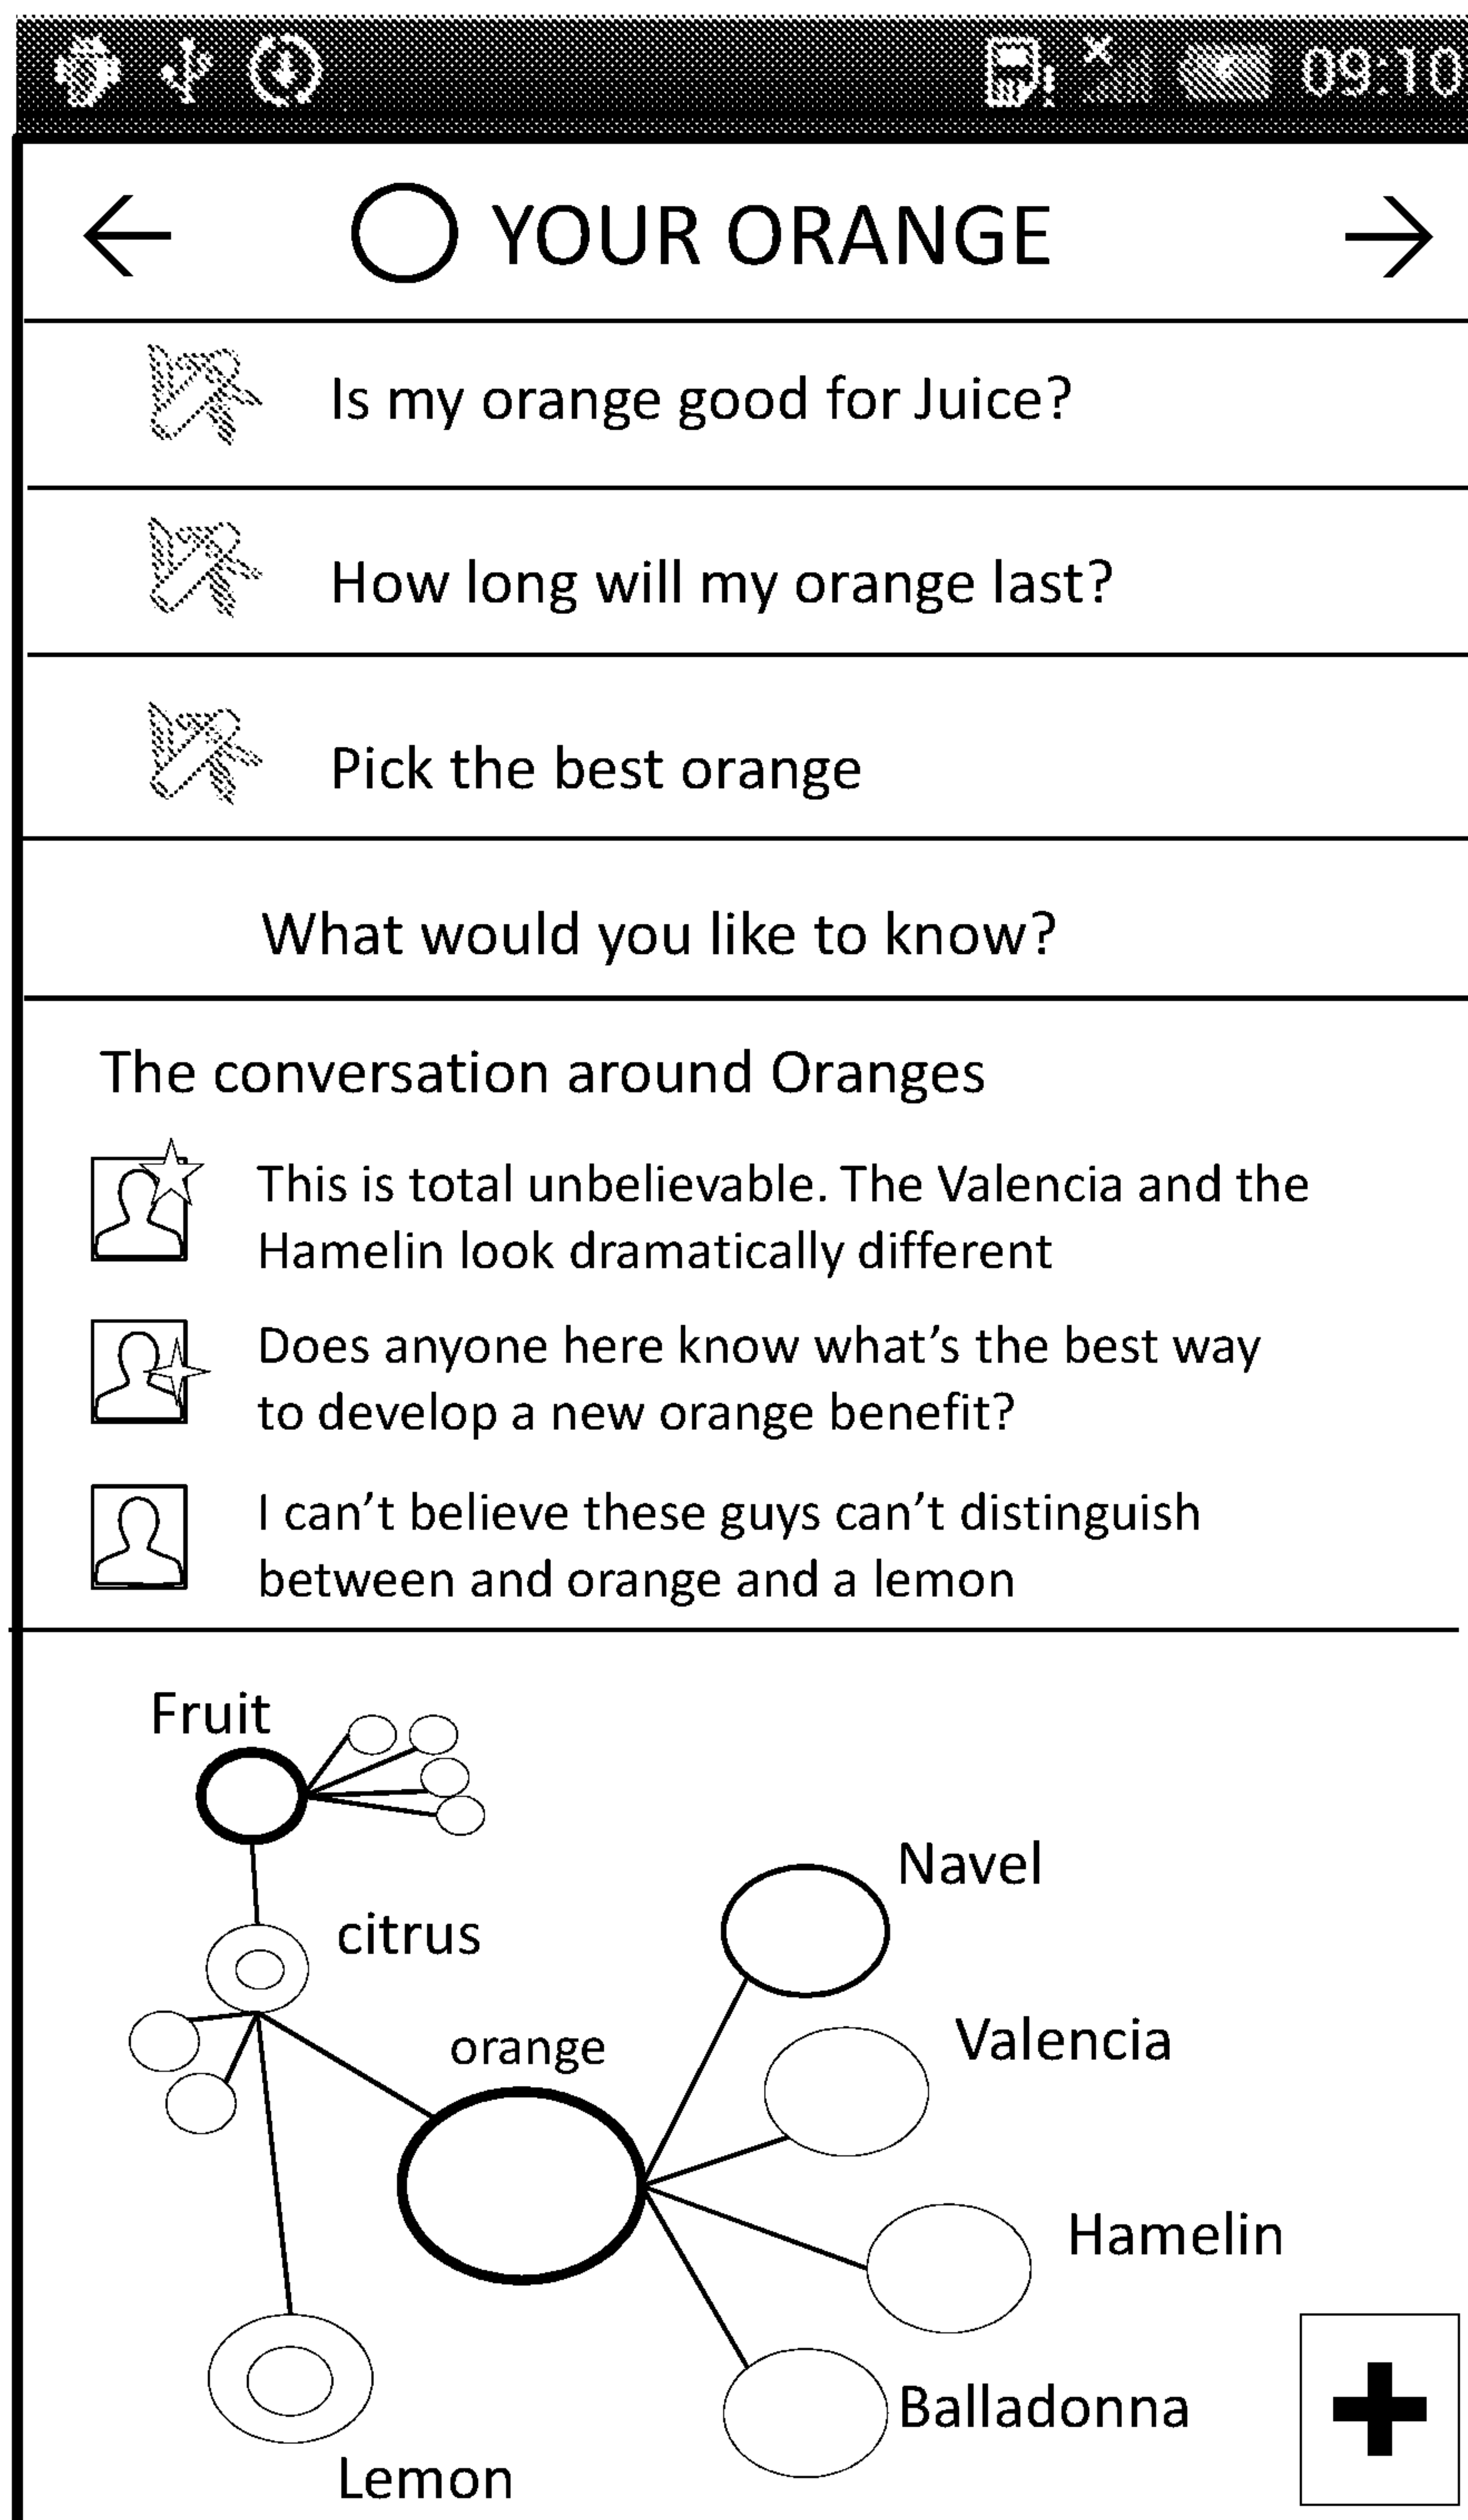 09:10
YOUR ORANGE
Is my orange good for Juice?
How long will my orange last?
Pick the best orange
What would you like to know?
The conversation around Oranges
This is total unbelievable. The Valencia and the
Hamelin look dramatically different
Does anyone here know what's the best way
to develop a new orange benefit?
I can't believe these guys can't distinguish
between and orange and a lemon
Fruit
Navel
citrus
orange
Valencia
Hamelin
Balladonna
Lemon